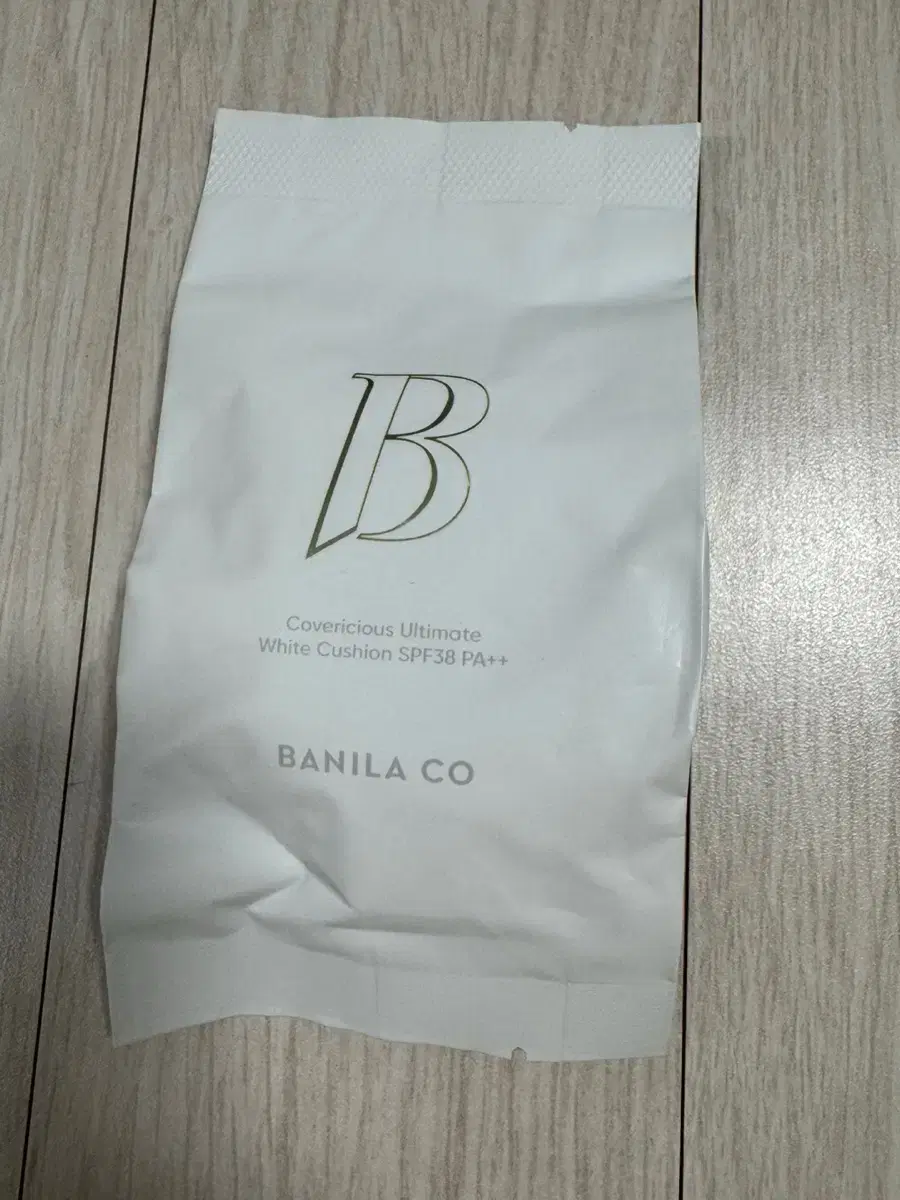 B
Covericious Ultimate
White Cushion SPF38 PA++
BANILA CO